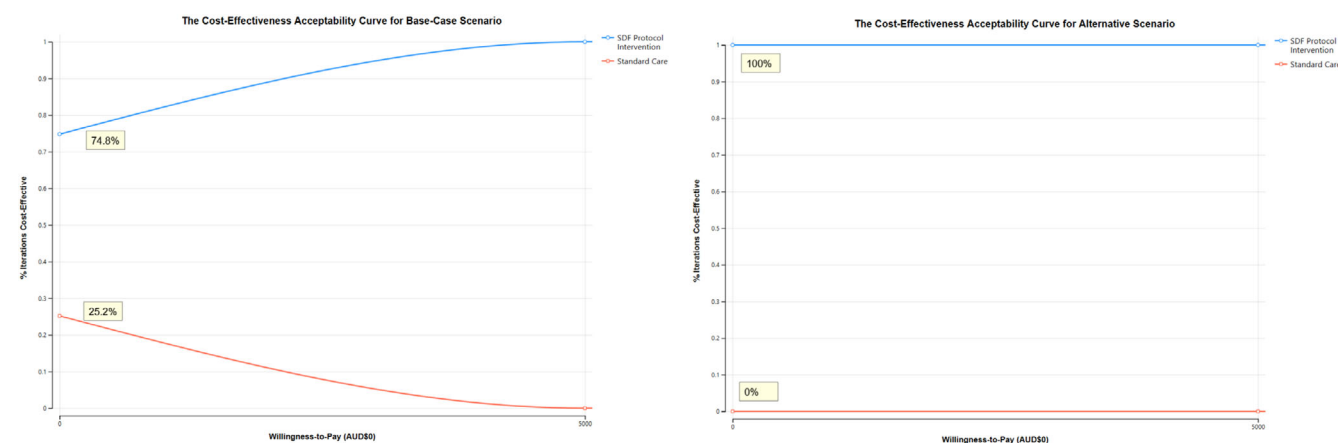 The Cost-Effectiveness Acceptability Curve for Base-Case Scenario
SDF Protocol
Intervention
Standard Care
1
0.9
0.8
0.7
0.6
0.5
0.4
0.3
0.2
0.1
0
74.8%
25.2%
% Iterations Cost-Effective
0
5000
Willingness-to-Pay (AUD$0)
The Cost-Effectiveness Acceptability Curve for Alternative Scenario
SDF Protocol
Intervention
Standard Care
1
0.9
0.8
0.7
0.6
0.5
0.4
0.3
0.2
0.1
0
100%
0%
% Iterations Cost-Effective
0
5000
Willingness-to-Pay (AUD$0)